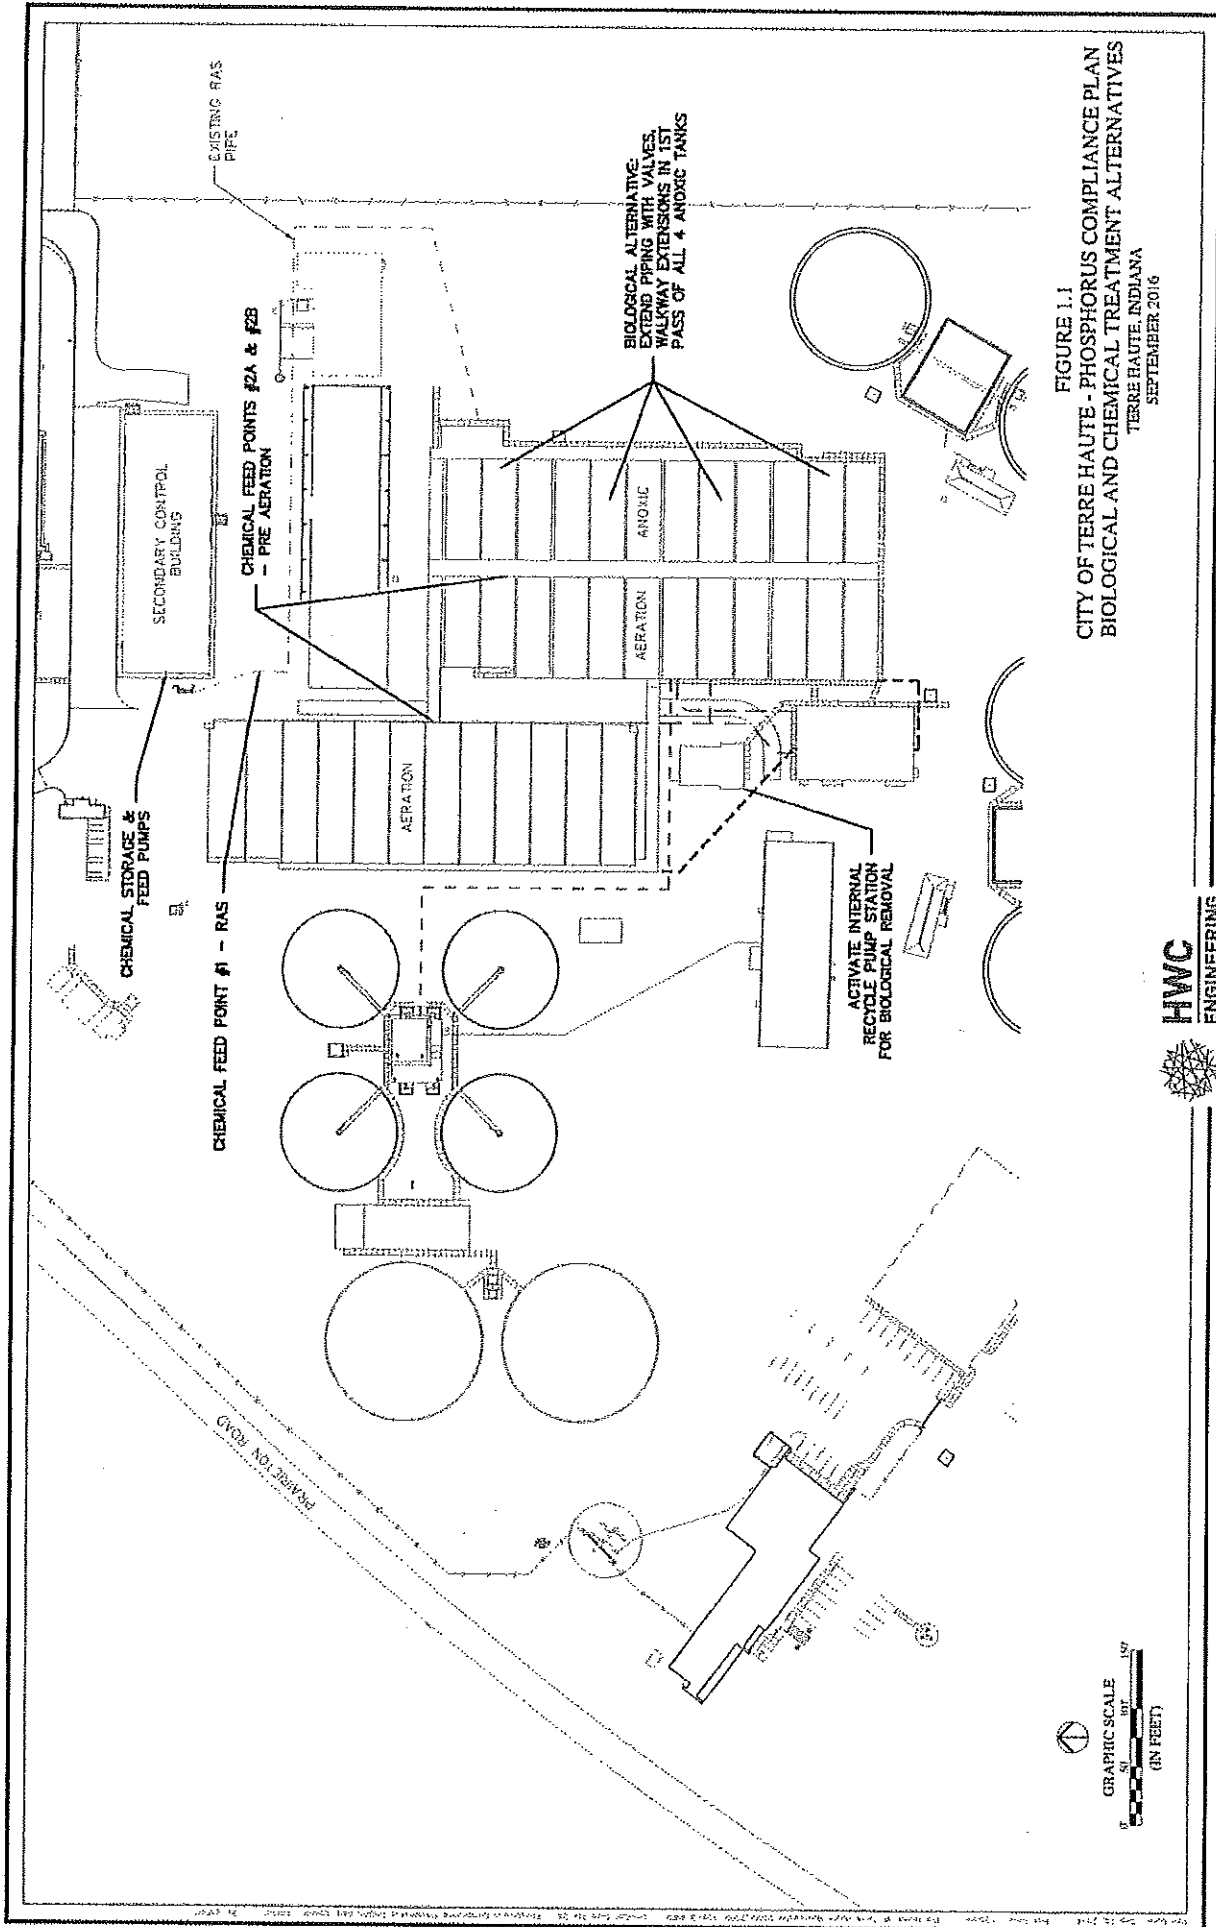 EXISTING RAS
PIPE
SECONDARY CONTROL
BUILDING
CHEMICAL FEED POINTS #2A & #2B
- PRE AERATION
BIOLOGICAL ALTERNATIVE:
EXTEND PIPING WITH VALVES,
WALKWAY EXTENSIONS IN 1ST
PASS OF ALL 4 ANOXIC TANKS
ANOXIC
AERATION
AERATION
CHEMICAL STORAGE &
FEED PUMPS
CHEMICAL FEED POINT #1 - RAS
ACTIVATE INTERNAL
RECYCLE PUMP STATION
FOR BIOLOGICAL REMOVAL
PRAIRIETON ROAD
GRAPHIC SCALE
0' 50' 101' 150'
(IN FEET)
FIGURE 1.1
CITY OF TERRE HAUTE - PHOSPHORUS COMPLIANCE PLAN
BIOLOGICAL AND CHEMICAL TREATMENT ALTERNATIVES
TERRE HAUTE, INDIANA
SEPTEMBER 2016
HWC
ENGINEERING